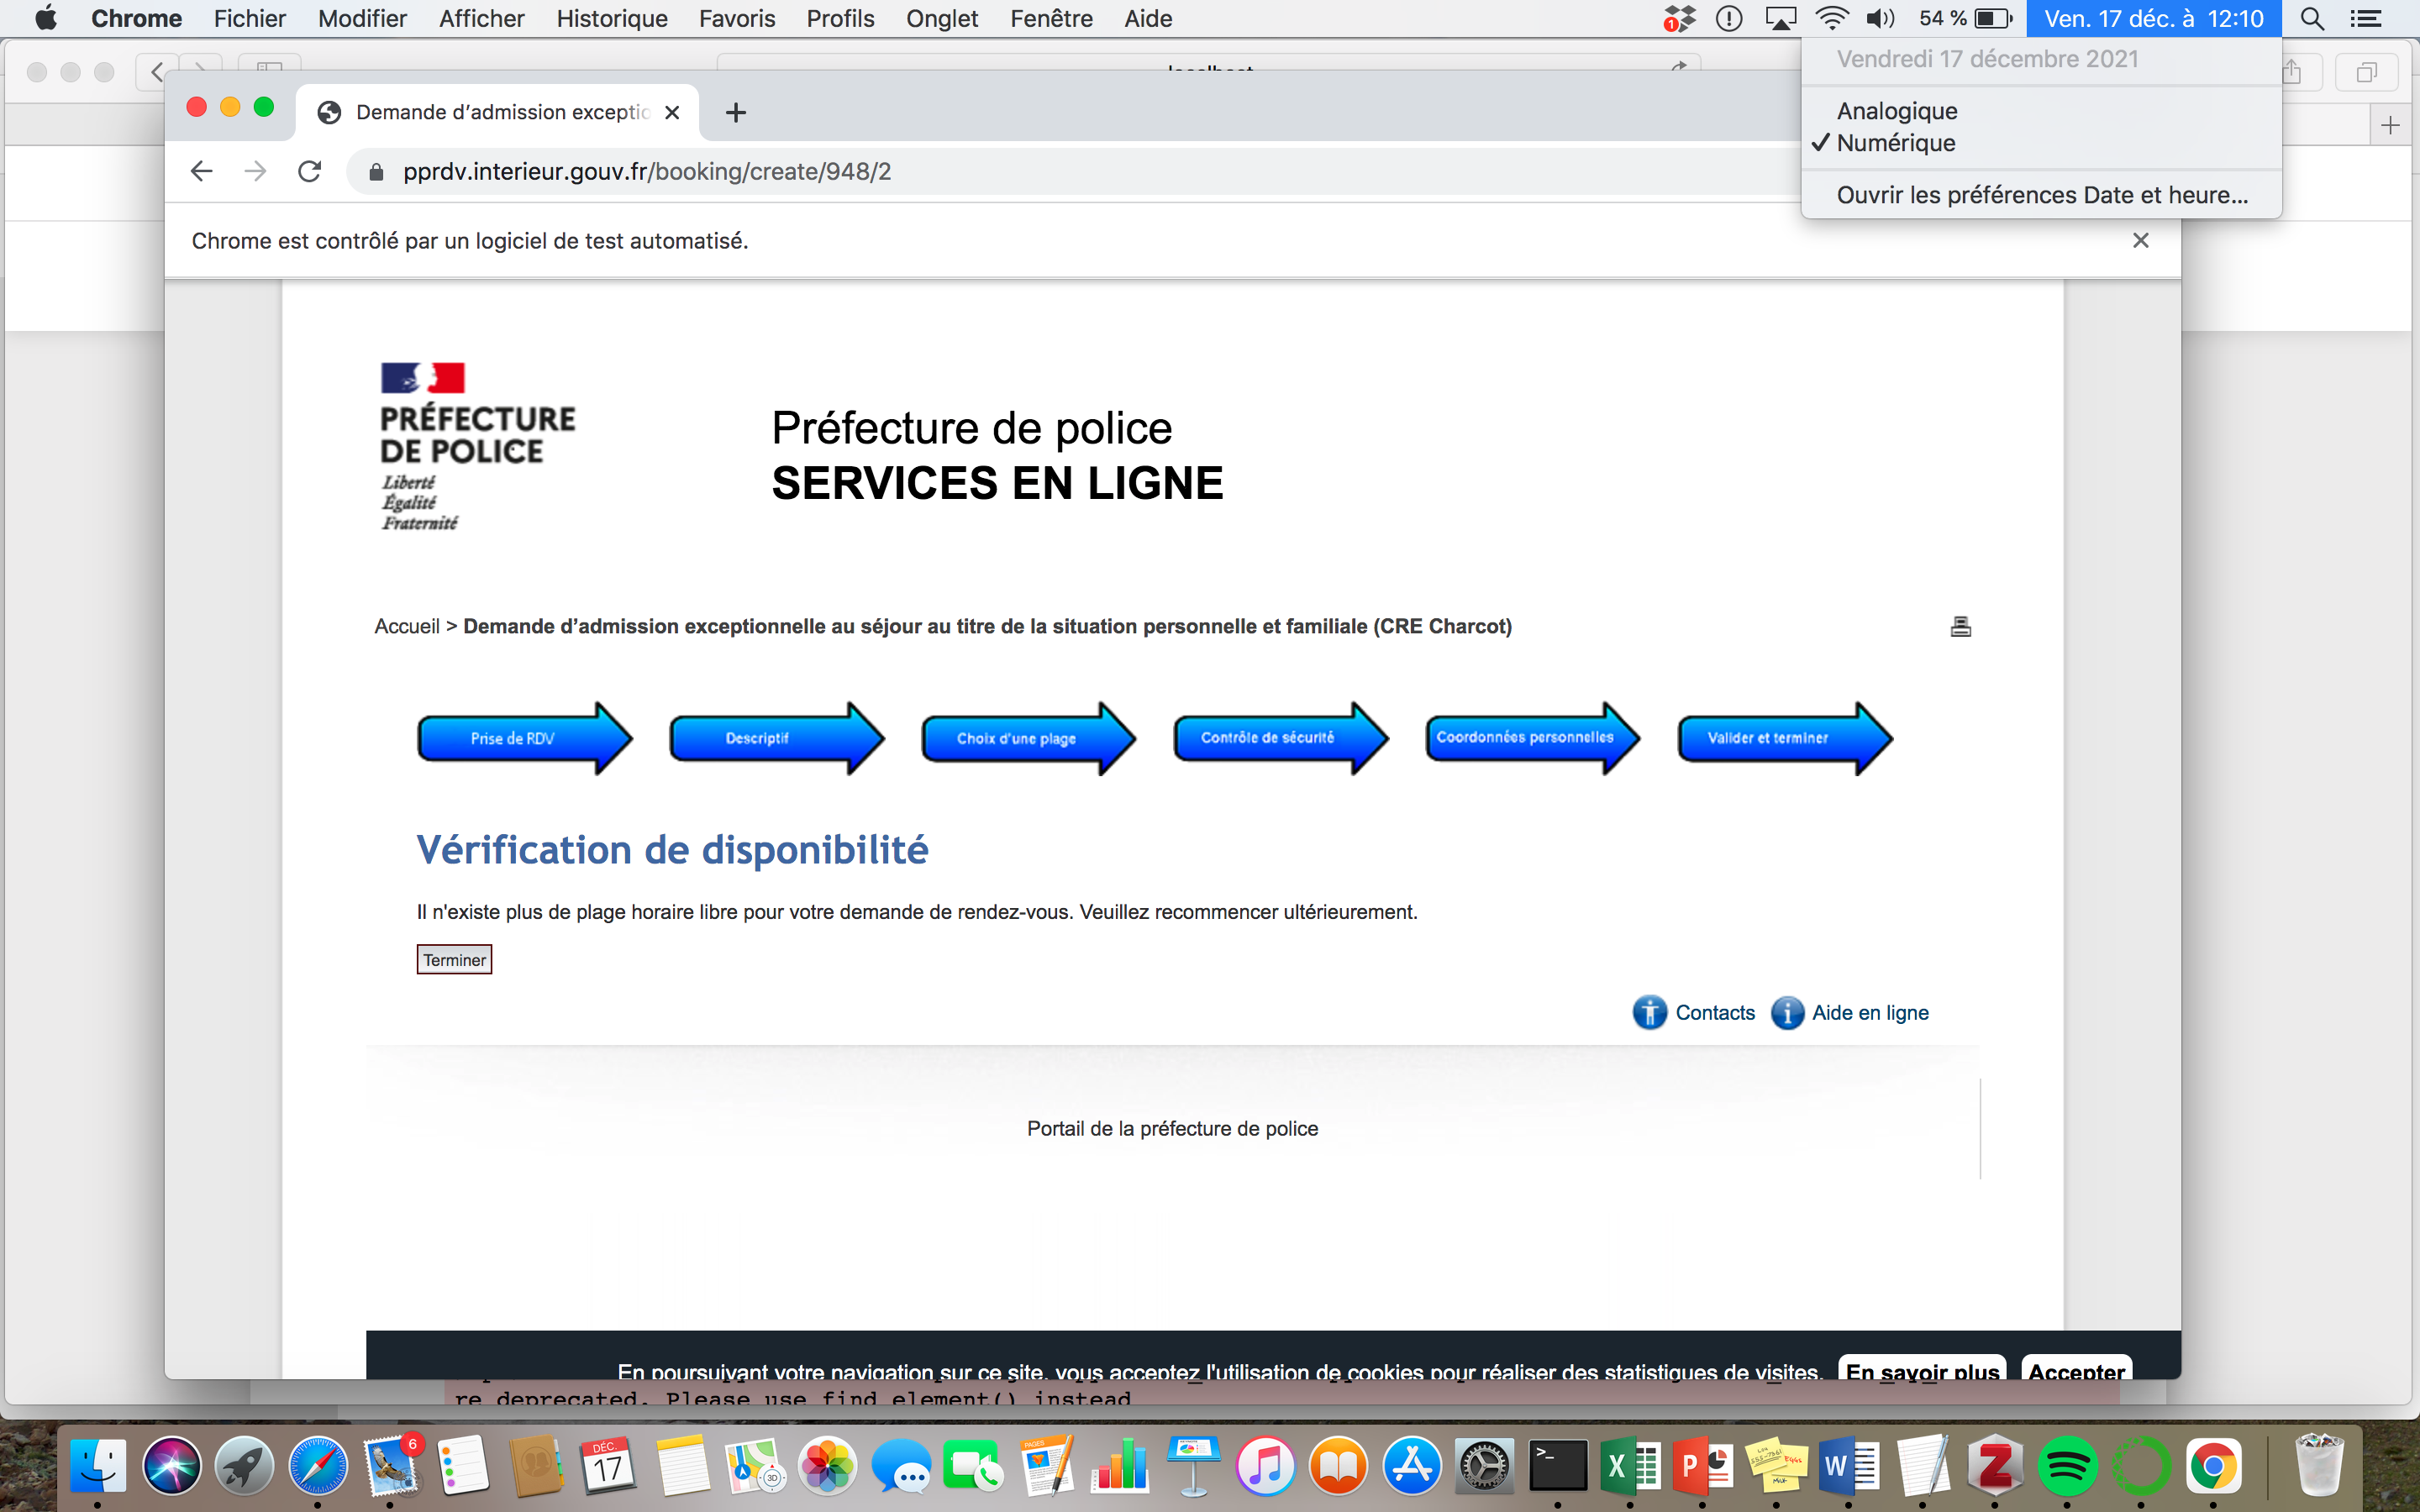 Chrome Fichier Modifier Afficher Historique Favoris Profils Onglet Fenêtre Aide 1 54 % Ven. 17 déc. à 12:10
Vendredi 17 décembre 2021
Analogique
✓ Numérique
Ouvrir les préférences Date et heure...
localhost
Demande d’admission exceptio
pprdv.interieur.gouv.fr/booking/create/948/2
Chrome est contrôlé par un logiciel de test automatisé.
PRÉFECTURE
DE POLICE
Liberté
Égalité
Fraternité
Préfecture de police
SERVICES EN LIGNE
Accueil > Demande d’admission exceptionnelle au séjour au titre de la situation personnelle et familiale (CRE Charcot)
Prise de RDV Descriptif Choix d'une plage Contrôle de sécurité Coordonnées personnelles Valider et terminer
Vérification de disponibilité
Il n'existe plus de plage horaire libre pour votre demande de rendez-vous. Veuillez recommencer ultérieurement.
Terminer
Contacts Aide en ligne
Portail de la préfecture de police
En poursuivant votre navigation sur ce site, vous acceptez l'utilisation de cookies pour réaliser des statistiques de visites. En savoir plus Accepter
re deprecated. Please use find_element() instead
6
DÉC.
17
3D
PAGES
>_
X
P
W
Z